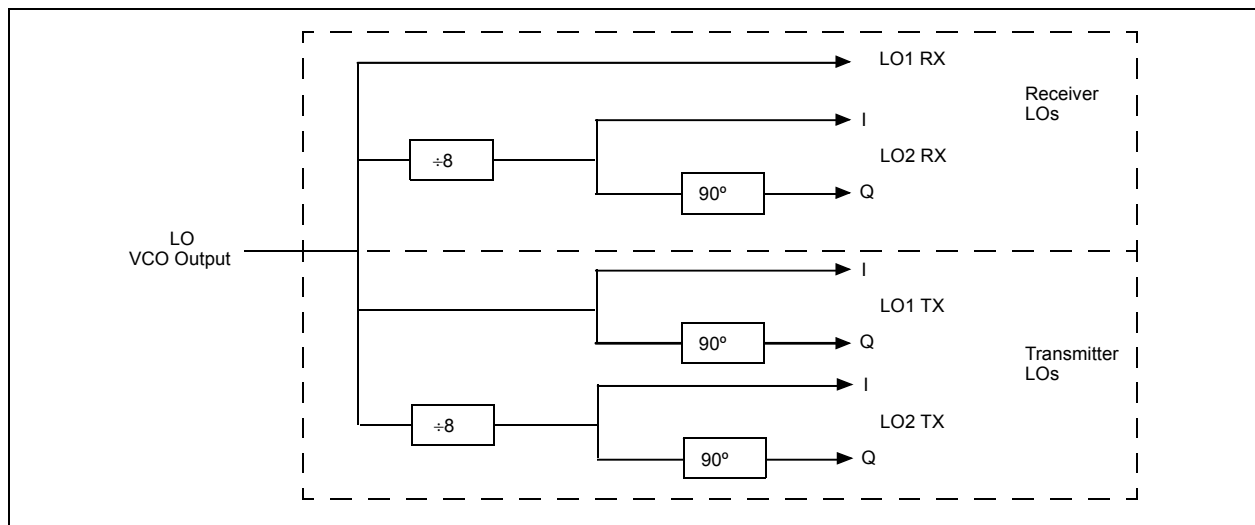 LO1 RX
Receiver
LOs
I
÷8
LO2 RX
90º
Q
LO
VCO Output
I
LO1 TX
90º
Q
Transmitter
LOs
I
÷8
LO2 TX
90º
Q